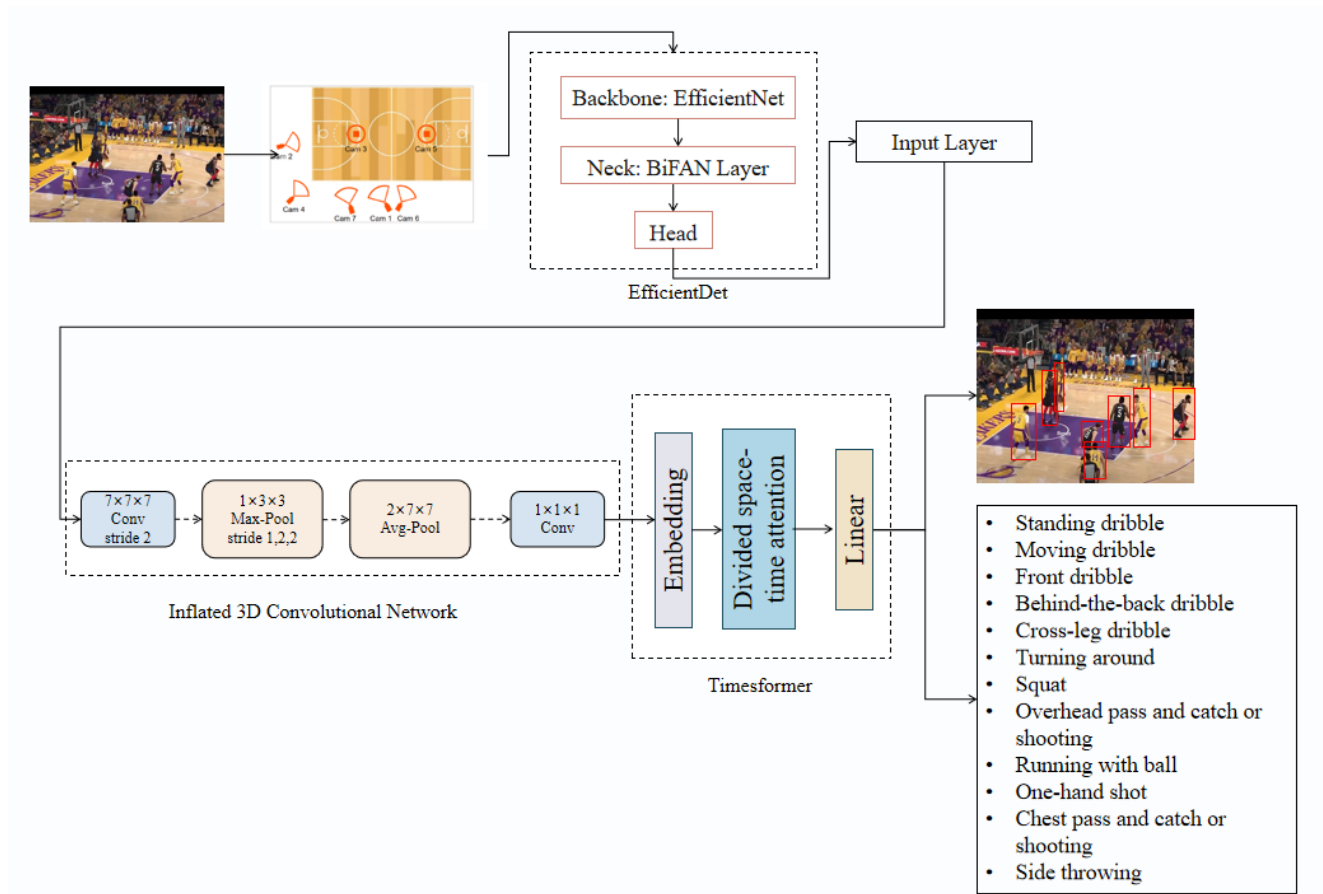 Backbone: EfficientNet
Neck: BiFAN Layer
Head
EfficientDet
Input Layer
Cam 2
Cam 3
Cam 5
Cam 4
Cam 7
Cam 1
Cam 6
7×7×7
Conv
stride 2
1×3×3
Max-Pool
stride 1,2,2
2×7×7
Avg-Pool
1×1×1
Conv
Inflated 3D Convolutional Network
Embedding
Divided space-
time attention
Linear
Timesformer
• Standing dribble
• Moving dribble
• Front dribble
• Behind-the-back dribble
• Cross-leg dribble
• Turning around
• Squat
• Overhead pass and catch or
shooting
• Running with ball
• One-hand shot
• Chest pass and catch or
shooting
• Side throwing